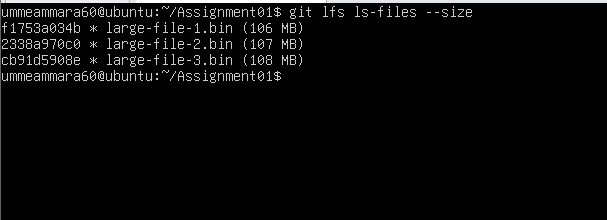 ummeammara60@ubuntu:~/Assignment01$ git lfs ls-files --size
f1753a034b * large-file-1.bin (106 MB)
2338a970c0 * large-file-2.bin (107 MB)
cb91d5908e * large-file-3.bin (108 MB)
ummeammara60@ubuntu:~/Assignment01$